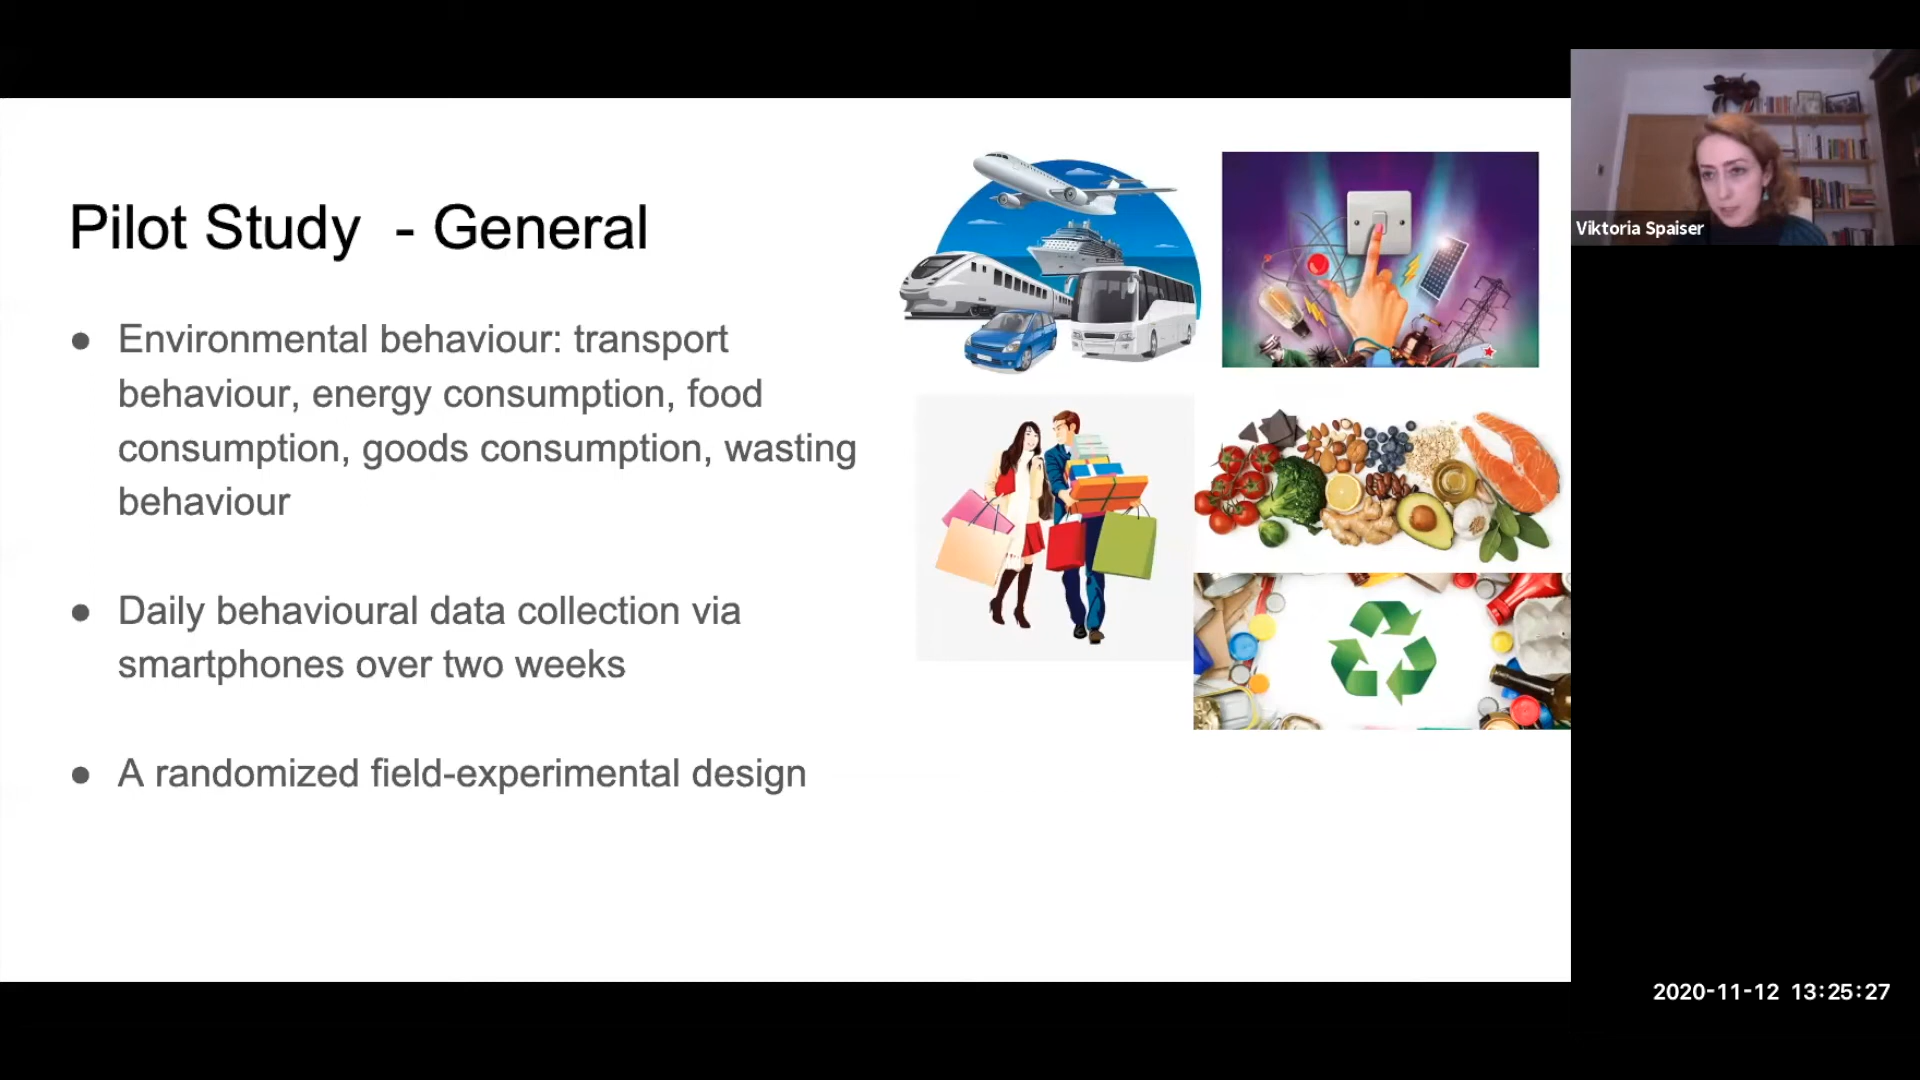 Pilot Study - General
● Environmental behaviour: transport
behaviour, energy consumption, food
consumption, goods consumption, wasting
behaviour
● Daily behavioural data collection via
smartphones over two weeks
● A randomized field-experimental design
Viktoria Spaiser
2020-11-12 13:25:27